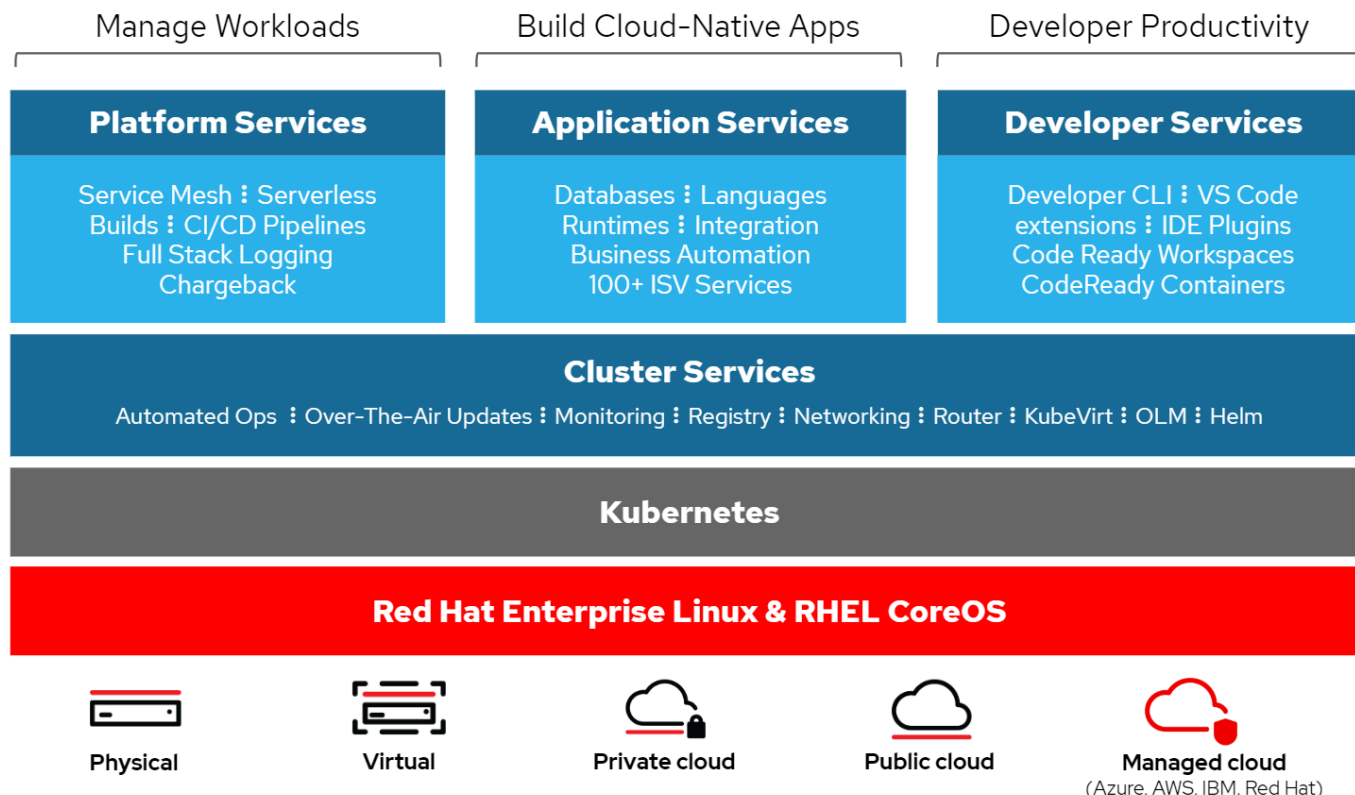 Manage Workloads
Build Cloud-Native Apps
Developer Productivity
Platform Services
Service Mesh ⋮ Serverless
Builds ⋮ CI/CD Pipelines
Full Stack Logging
Chargeback
Application Services
Databases ⋮ Languages
Runtimes ⋮ Integration
Business Automation
100+ ISV Services
Developer Services
Developer CLI ⋮ VS Code
extensions ⋮ IDE Plugins
Code Ready Workspaces
CodeReady Containers
Cluster Services
Automated Ops ⋮ Over-The-Air Updates ⋮ Monitoring ⋮ Registry ⋮ Networking ⋮ Router ⋮ KubeVirt ⋮ OLM ⋮ Helm
Kubernetes
Red Hat Enterprise Linux & RHEL CoreOS
Physical
Virtual
Private cloud
Public cloud
Managed cloud
(Azure, AWS, IBM, Red Hat)